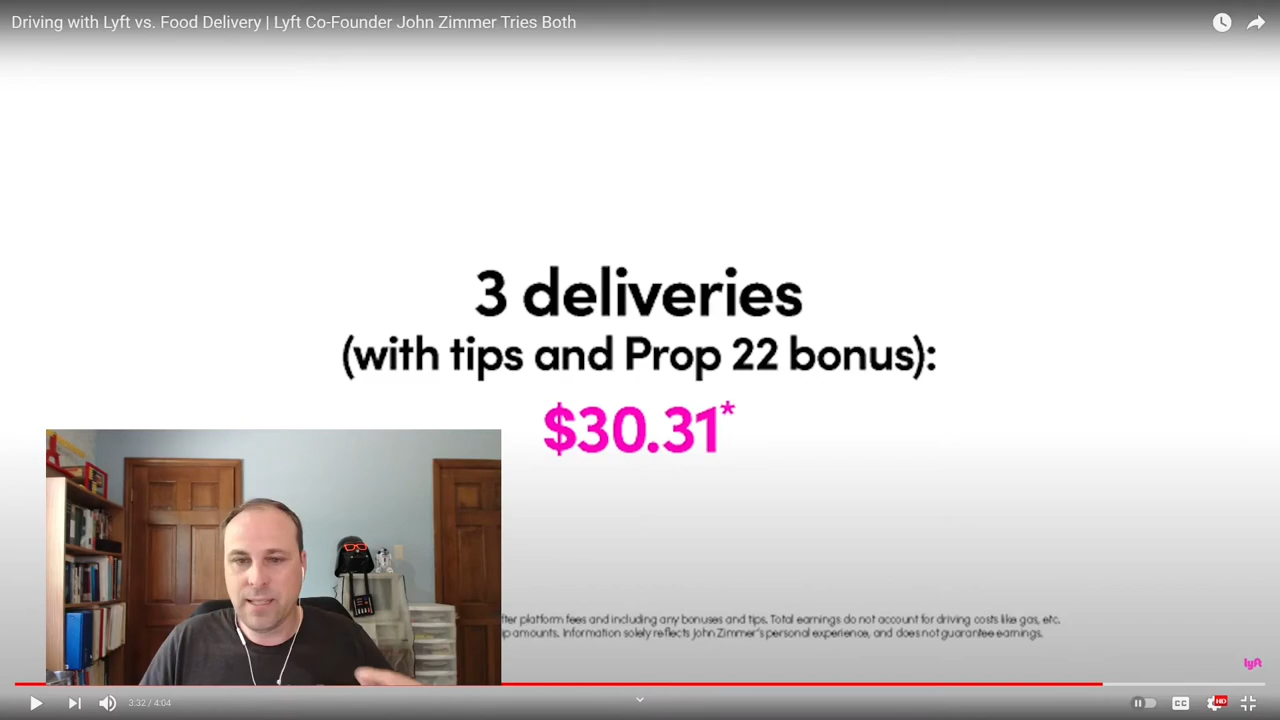 Driving with Lyft vs. Food Delivery | Lyft Co-Founder John Zimmer Tries Both
3 deliveries
(with tips and Prop 22 bonus):
$30.31*
platform fees and including any bonuses and tips. Total earnings do not account for driving costs like gas, etc.
amounts. Information solely reflects John Zimmer's personal experience, and does not guarantee earnings.
lyft
3:32 / 4:04
CC
HD